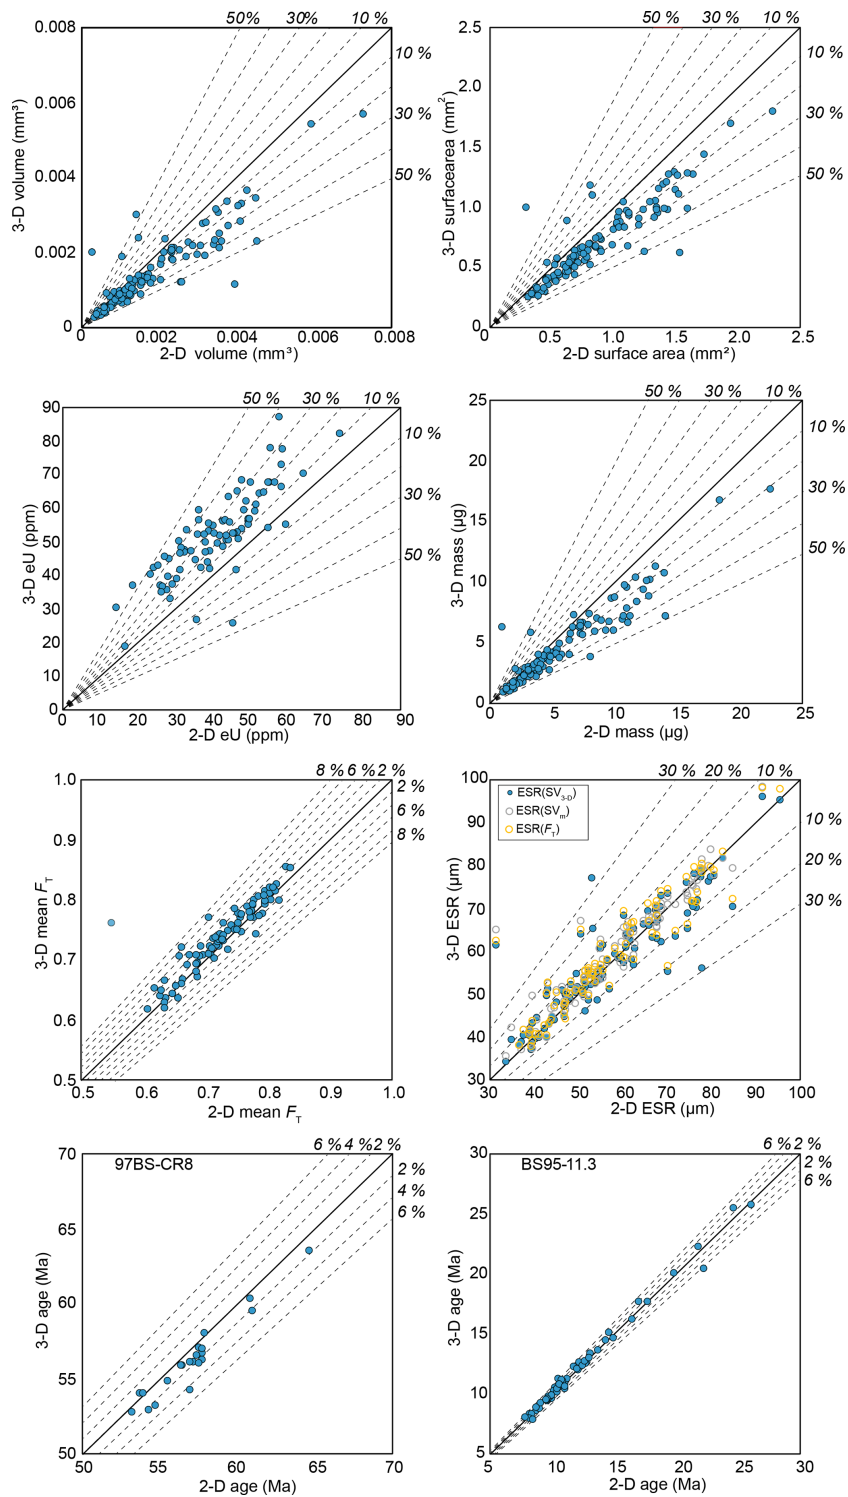 50% 30% 10 %
0.008
0.006
0.004
0.002
0
3-D volume (mm³)
10 %
30 %
50 %
0 0.002 0.004 0.006 0.008
2-D volume (mm³)
50 % 30 % 10 %
2.5
2.0
1.5
1.0
0.5
0
3-D surfacearea (mm²)
10 %
30 %
50 %
0 0.5 1.0 1.5 2.0 2.5
2-D surface area (mm²)
50 % 30 % 10 %
90
80
70
60
50
40
30
20
10
0
3-D eU (ppm)
10 %
30 %
50 %
0 10 20 30 40 50 60 70 80 90
2-D eU (ppm)
50 % 30 % 10 %
25
20
15
10
5
0
3-D mass (µg)
10 %
30 %
50 %
0 5 10 15 20 25
2-D mass (µg)
8 % 6 % 2 %
1.0
0.9
0.8
0.7
0.6
0.5
3-D mean FT
2 %
6 %
8 %
0.5 0.6 0.7 0.8 0.9 1.0
2-D mean FT
30 % 20 % 10 %
100
90
80
70
60
50
40
30
3-D ESR (µm)
ESR(SV3-D)
ESR(SVm)
ESR(FT)
10 %
20 %
30 %
30 40 50 60 70 80 90 100
2-D ESR (µm)
6 % 4 % 2 %
70
65
60
55
50
3-D age (Ma)
97BS-CR8
2 %
4 %
6 %
50 55 60 65 70
2-D age (Ma)
6 % 2 %
30
25
20
15
10
5
3-D age (Ma)
BS95-11.3
2 %
6 %
5 10 15 20 25 30
2-D age (Ma)